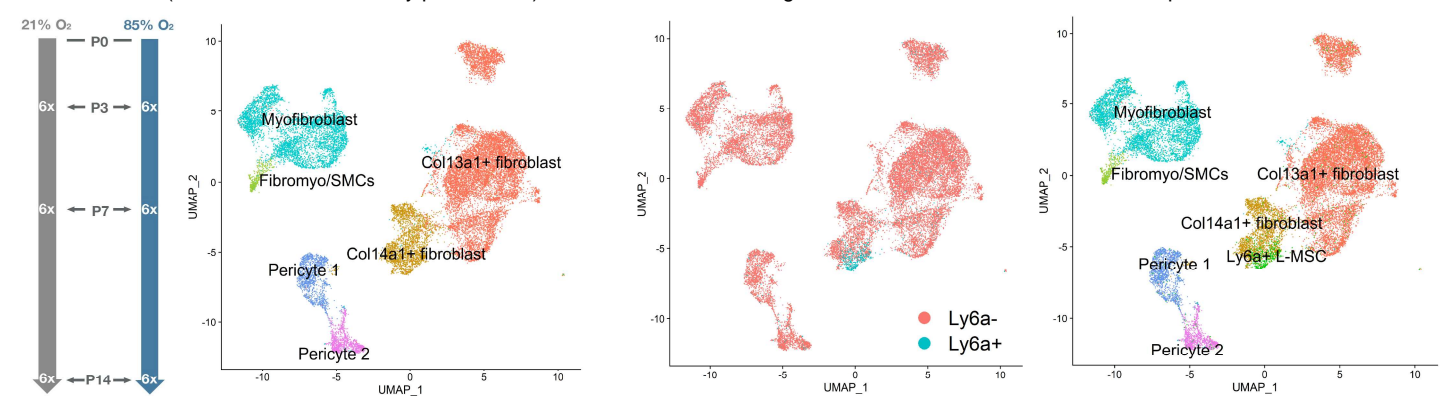 21% O₂ 85% O₂
P0
6x P3 6x
6x P7 6x
6x P14 6x
10
5
0
-5
-10
UMAP_2
Myofibroblast
Col13a1+ fibroblast
Fibromyo/SMCs
Col14a1+ fibroblast
Pericyte 1
Pericyte 2
-10 -5 0 5 10
UMAP_1
10
5
0
-5
-10
UMAP_2
Ly6a-
Ly6a+
-10 -5 0 5 10
UMAP_1
10
5
0
-5
-10
UMAP_2
Myofibroblast
Fibromyo/SMCs
Col13a1+ fibroblast
Col14a1+ fibroblast
Ly6a+ L-MSC
Pericyte 1
Pericyte 2
-10 -5 0 5 10
UMAP_1